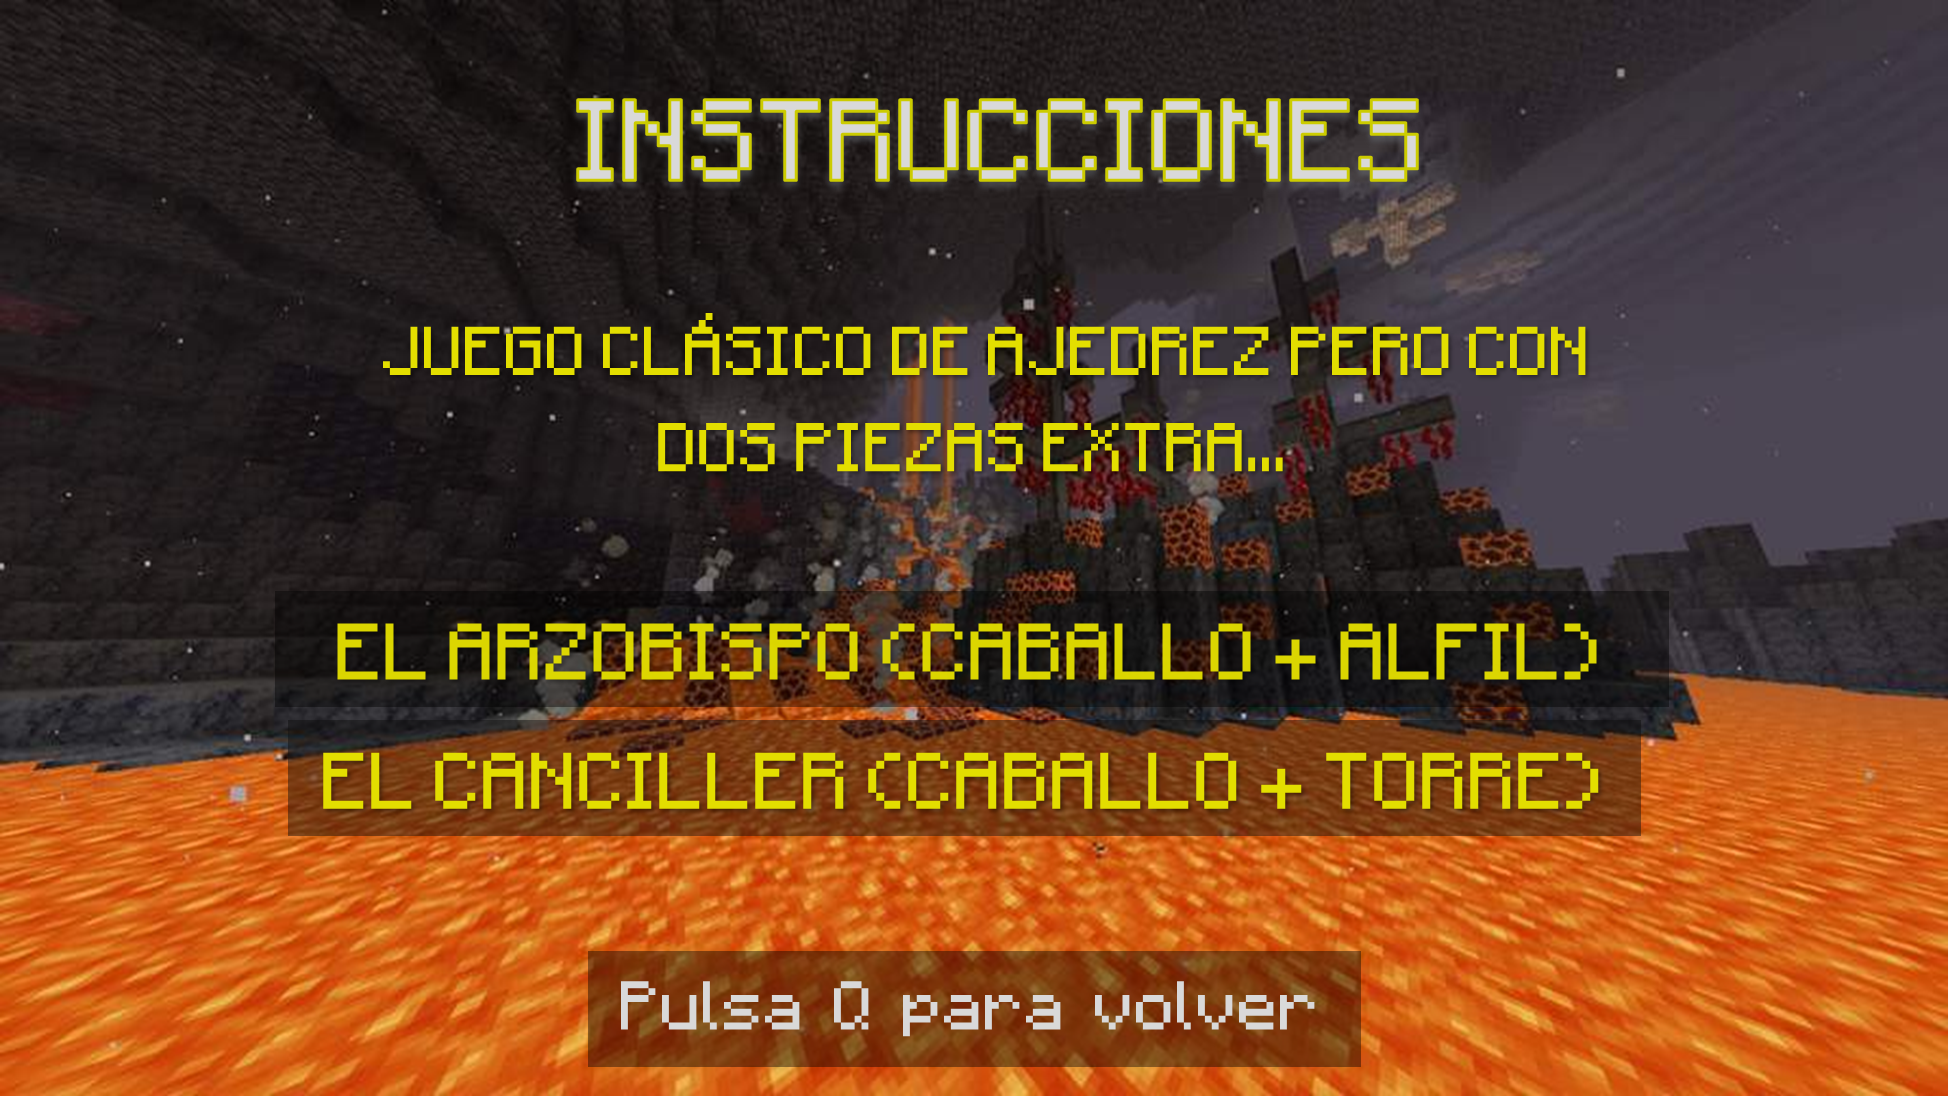 INSTRUCCIONES
JUEGO CLÁSICO DE AJEDREZ PERO CON
DOS PIEZAS EXTRA...
EL ARZOBISPO (CABALLO + ALFIL)
EL CANCILLER (CABALLO + TORRE)
Pulsa Q para volver